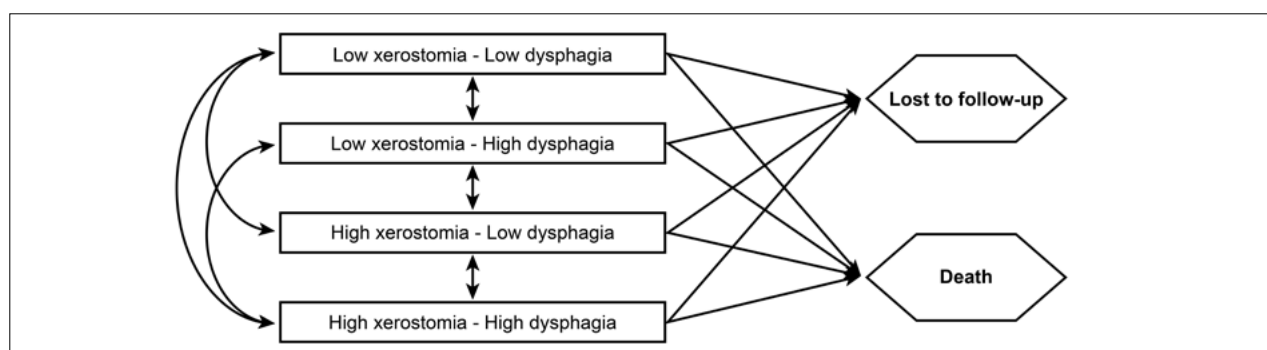 Low xerostomia - Low dysphagia
Low xerostomia - High dysphagia
High xerostomia - Low dysphagia
High xerostomia - High dysphagia
Lost to follow-up
Death